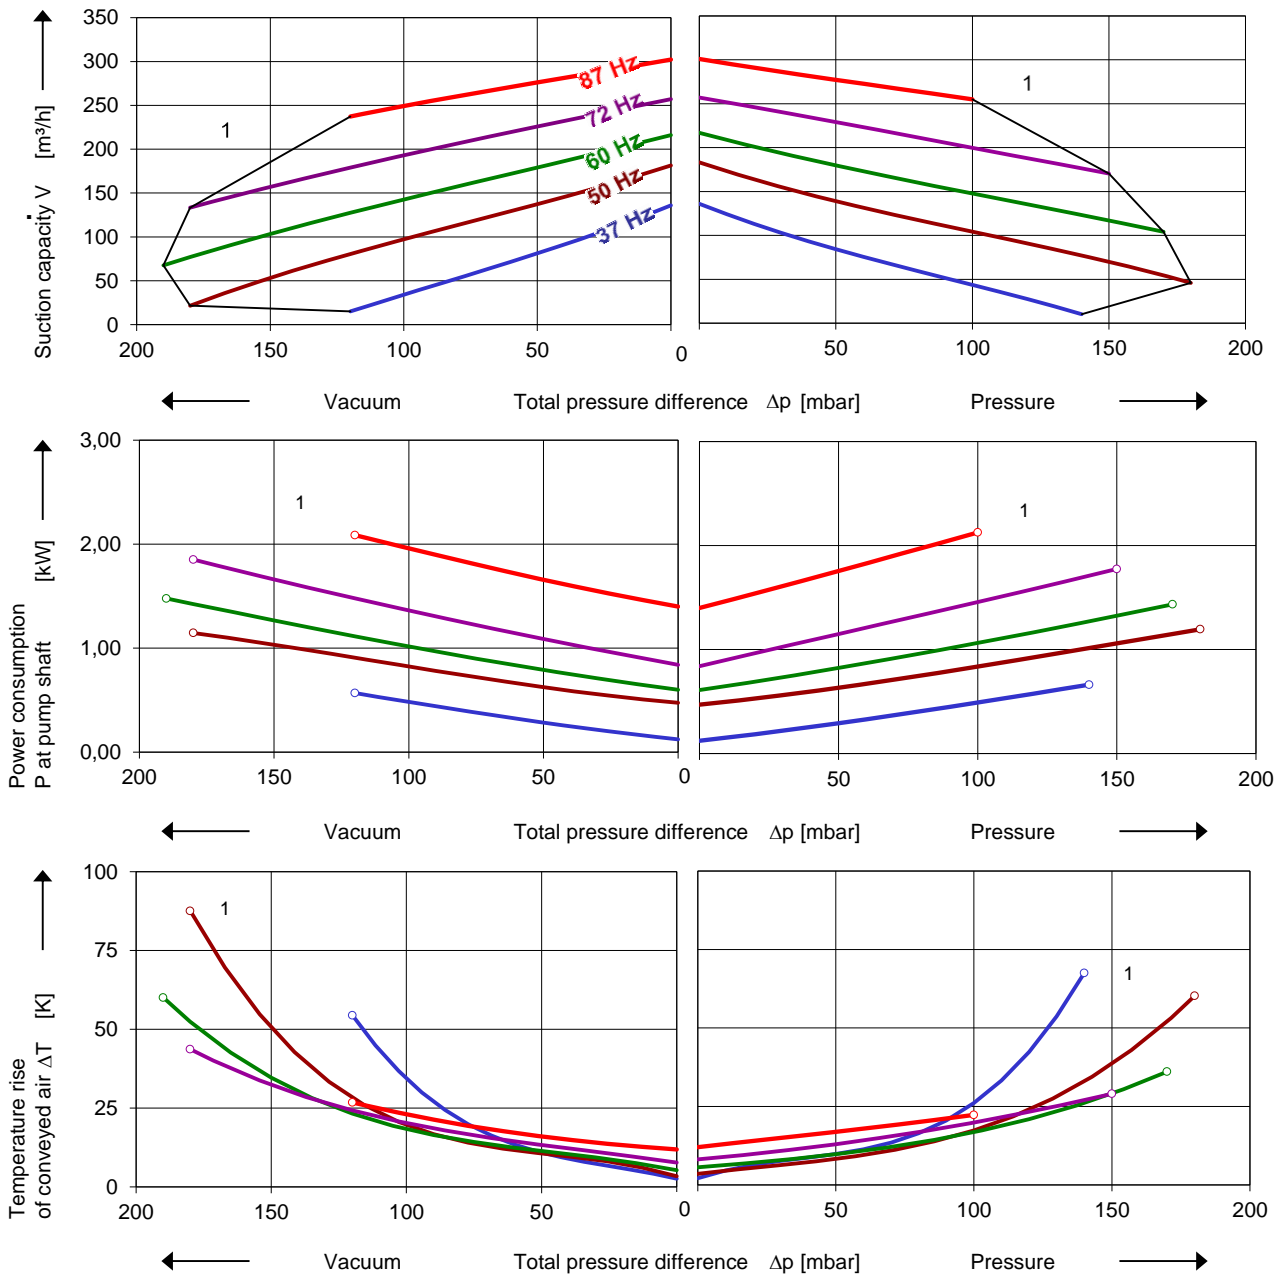 Suction capacity V̇ [m³/h]
350
300
250
200
150
100
50
0
87 Hz
72 Hz
60 Hz
50 Hz
37 Hz
1
1
200 150 100 50 0 50 100 150 200
Vacuum Total pressure difference Δp [mbar] Pressure
Power consumption
P at pump shaft [kW]
3,00
2,00
1,00
0,00
1
1
200 150 100 50 0 50 100 150 200
Vacuum Total pressure difference Δp [mbar] Pressure
Temperature rise
of conveyed air ΔT [K]
100
75
50
25
0
1
1
200 150 100 50 0 50 100 150 200
Vacuum Total pressure difference Δp [mbar] Pressure